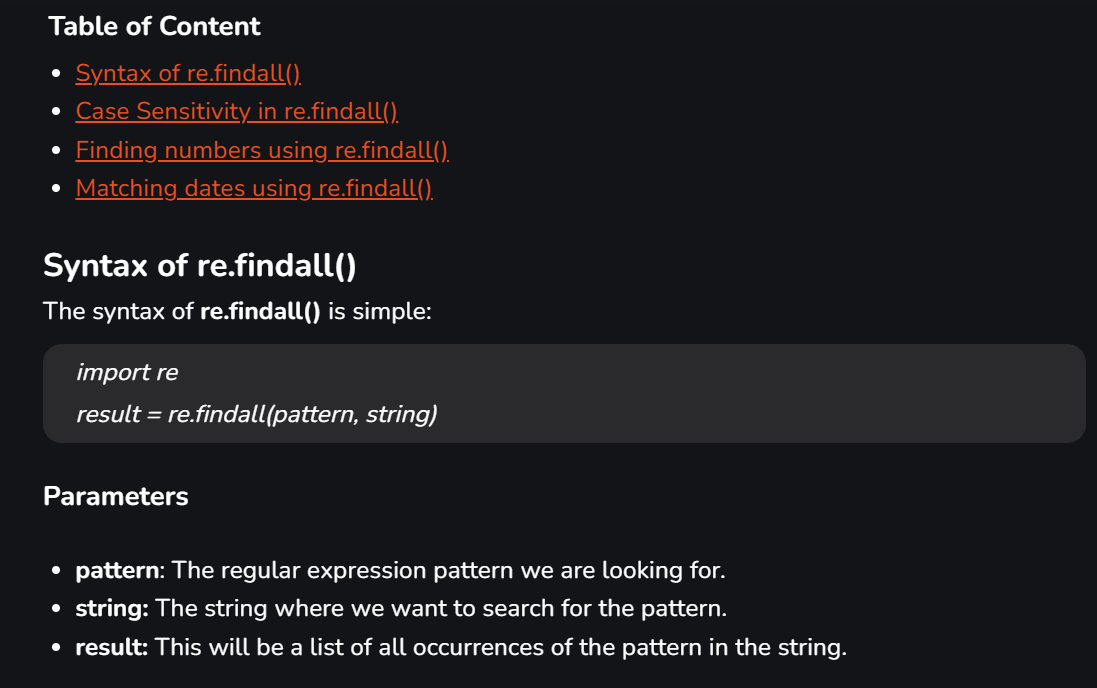 Table of Content
Syntax of re.findall()
Case Sensitivity in re.findall()
Finding numbers using re.findall()
Matching dates using re.findall()
Syntax of re.findall()
The syntax of re.findall() is simple:
import re
result = re.findall(pattern, string)
Parameters
pattern: The regular expression pattern we are looking for.
string: The string where we want to search for the pattern.
result: This will be a list of all occurrences of the pattern in the string.